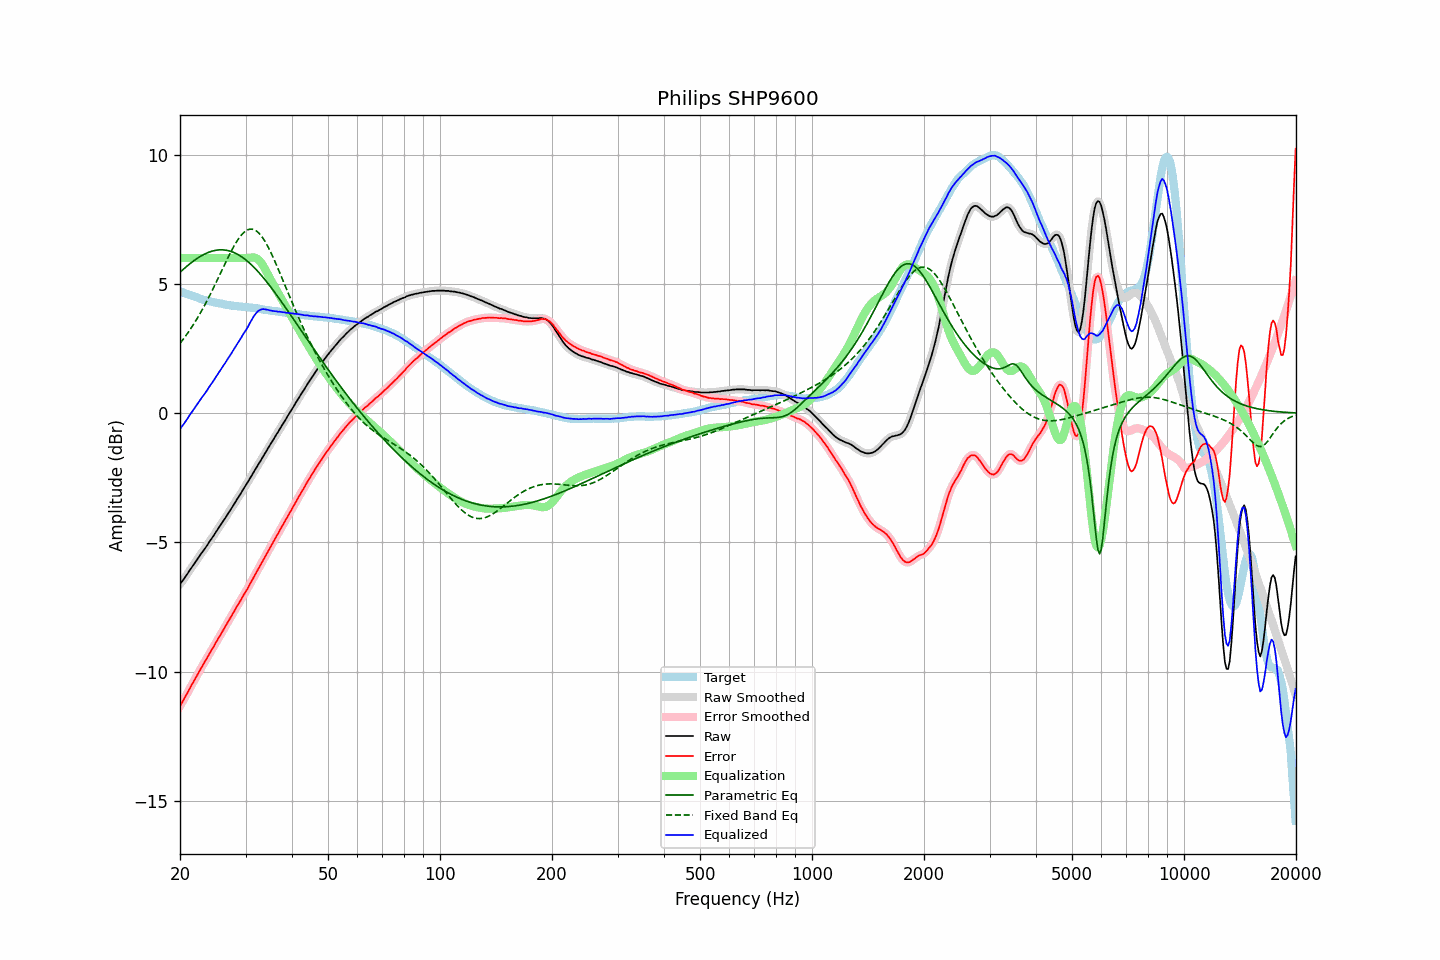 Philips SHP9600
Amplitude (dBr)
10
5
0
−5
−10
−15
Target
Raw Smoothed
Error Smoothed
Raw
Error
Equalization
Parametric Eq
Fixed Band Eq
Equalized
20 50 100 200 500 1000 2000 5000 10000 20000
Frequency (Hz)